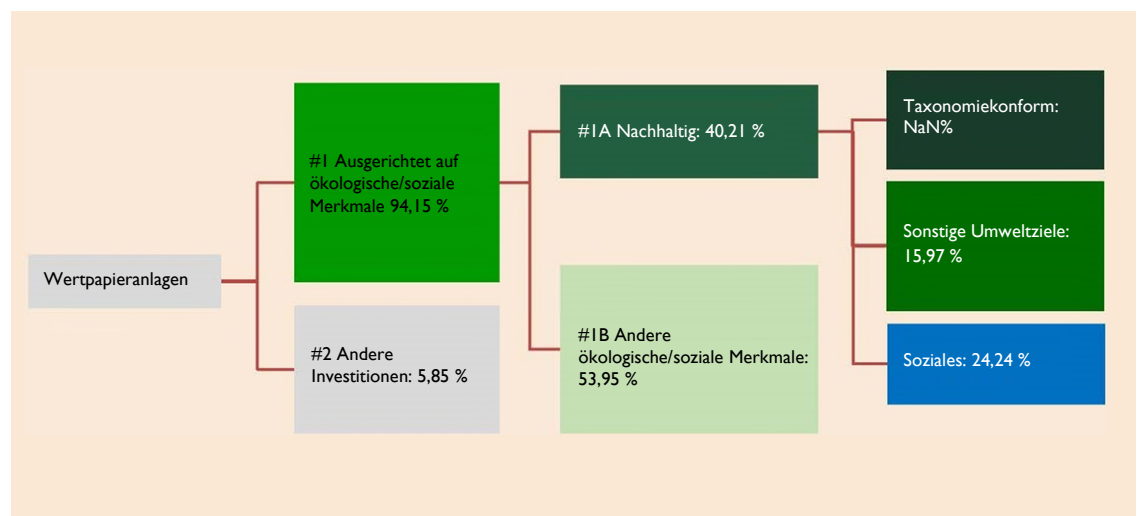 Wertpapieranlagen
#1 Ausgerichtet auf
ökologische/soziale
Merkmale 94,15 %
#2 Andere
Investitionen: 5,85 %
#1A Nachhaltig: 40,21 %
#1B Andere
ökologische/soziale Merkmale:
53,95 %
Taxonomiekonform:
NaN%
Sonstige Umweltziele:
15,97 %
Soziales: 24,24 %